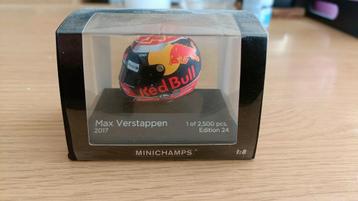 Red Bull
Max Verstappen
2017
1 of 2,500 pcs.
Edition 24
MINICHAMPS
1:8